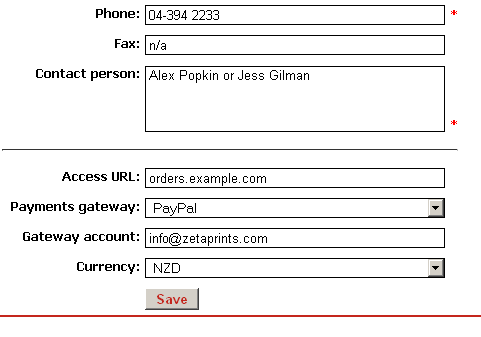 Phone: 04-394 2233 *
Fax: n/a
Contact person: Alex Popkin or Jess Gilman
*
Access URL: orders.example.com
Payments gateway: PayPal
Gateway account: info@zetaprints.com
Currency: NZD
Save